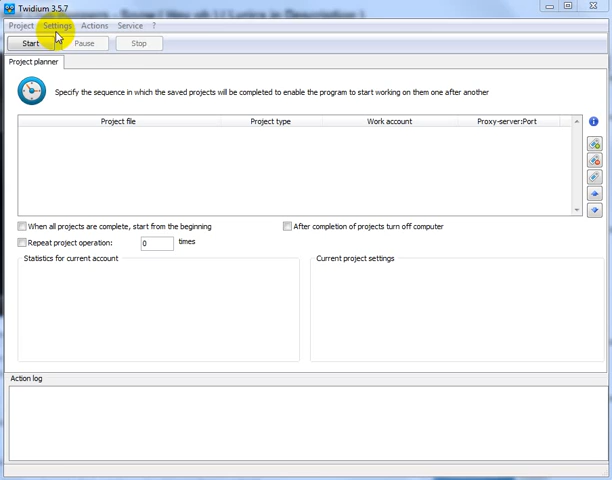 Twidium 3.5.7
Project Settings Actions Service ?
Start Pause Stop
Project planner
Specify the sequence in which the saved projects will be completed to enable the program to start working on them one after another
Project file Project type Work account Proxy-server:Port
When all projects are complete, start from the beginning After completion of projects turn off computer
Repeat project operation: 0 times
Statistics for current account Current project settings
Action log